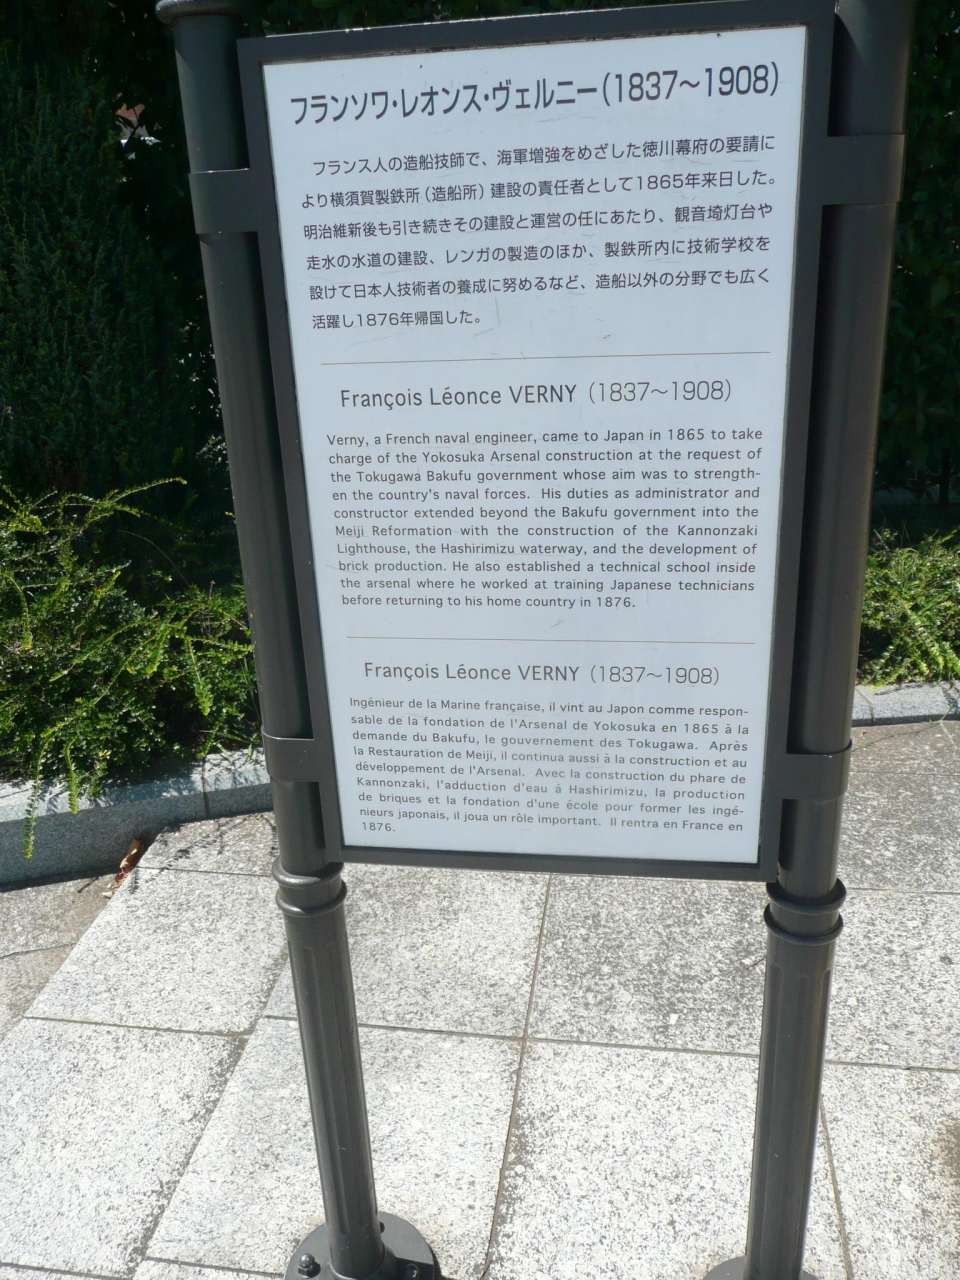 フランソワ・レオンス・ヴェルニー(1837～1908)
フランス人の造船技師で、海軍増強をめざした徳川幕府の要請に
より横須賀製鉄所（造船所）建設の責任者として1865年来日した。
明治維新後も引き続きその建設と運営の任にあたり、観音埼灯台や
走水の水道の建設、レンガの製造のほか、製鉄所内に技術学校を
設けて日本人技術者の養成に努めるなど、造船以外の分野でも広く
活躍し1876年帰国した。
François Léonce VERNY (1837～1908)
Verny, a French naval engineer, came to Japan in 1865 to take
charge of the Yokosuka Arsenal construction at the request of
the Tokugawa Bakufu government whose aim was to strength-
en the country's naval forces. His duties as administrator and
constructor extended beyond the Bakufu government into the
Meiji Reformation with the construction of the Kannonzaki
Lighthouse, the Hashirimizu waterway, and the development of
brick production. He also established a technical school inside
the arsenal where he worked at training Japanese technicians
before returning to his home country in 1876.
François Léonce VERNY (1837～1908)
Ingénieur de la Marine française, il vint au Japon comme respon-
sable de la fondation de l'Arsenal de Yokosuka en 1865 à la
demande du Bakufu, le gouvernement des Tokugawa. Après
la Restauration de Meiji, il continua aussi à la construction et au
développement de l'Arsenal. Avec la construction du phare de
Kannonzaki, l'adduction d'eau à Hashirimizu, la production
de briques et la fondation d'une école pour former les ingé-
nieurs japonais, il joua un rôle important. Il rentra en France en
1876.